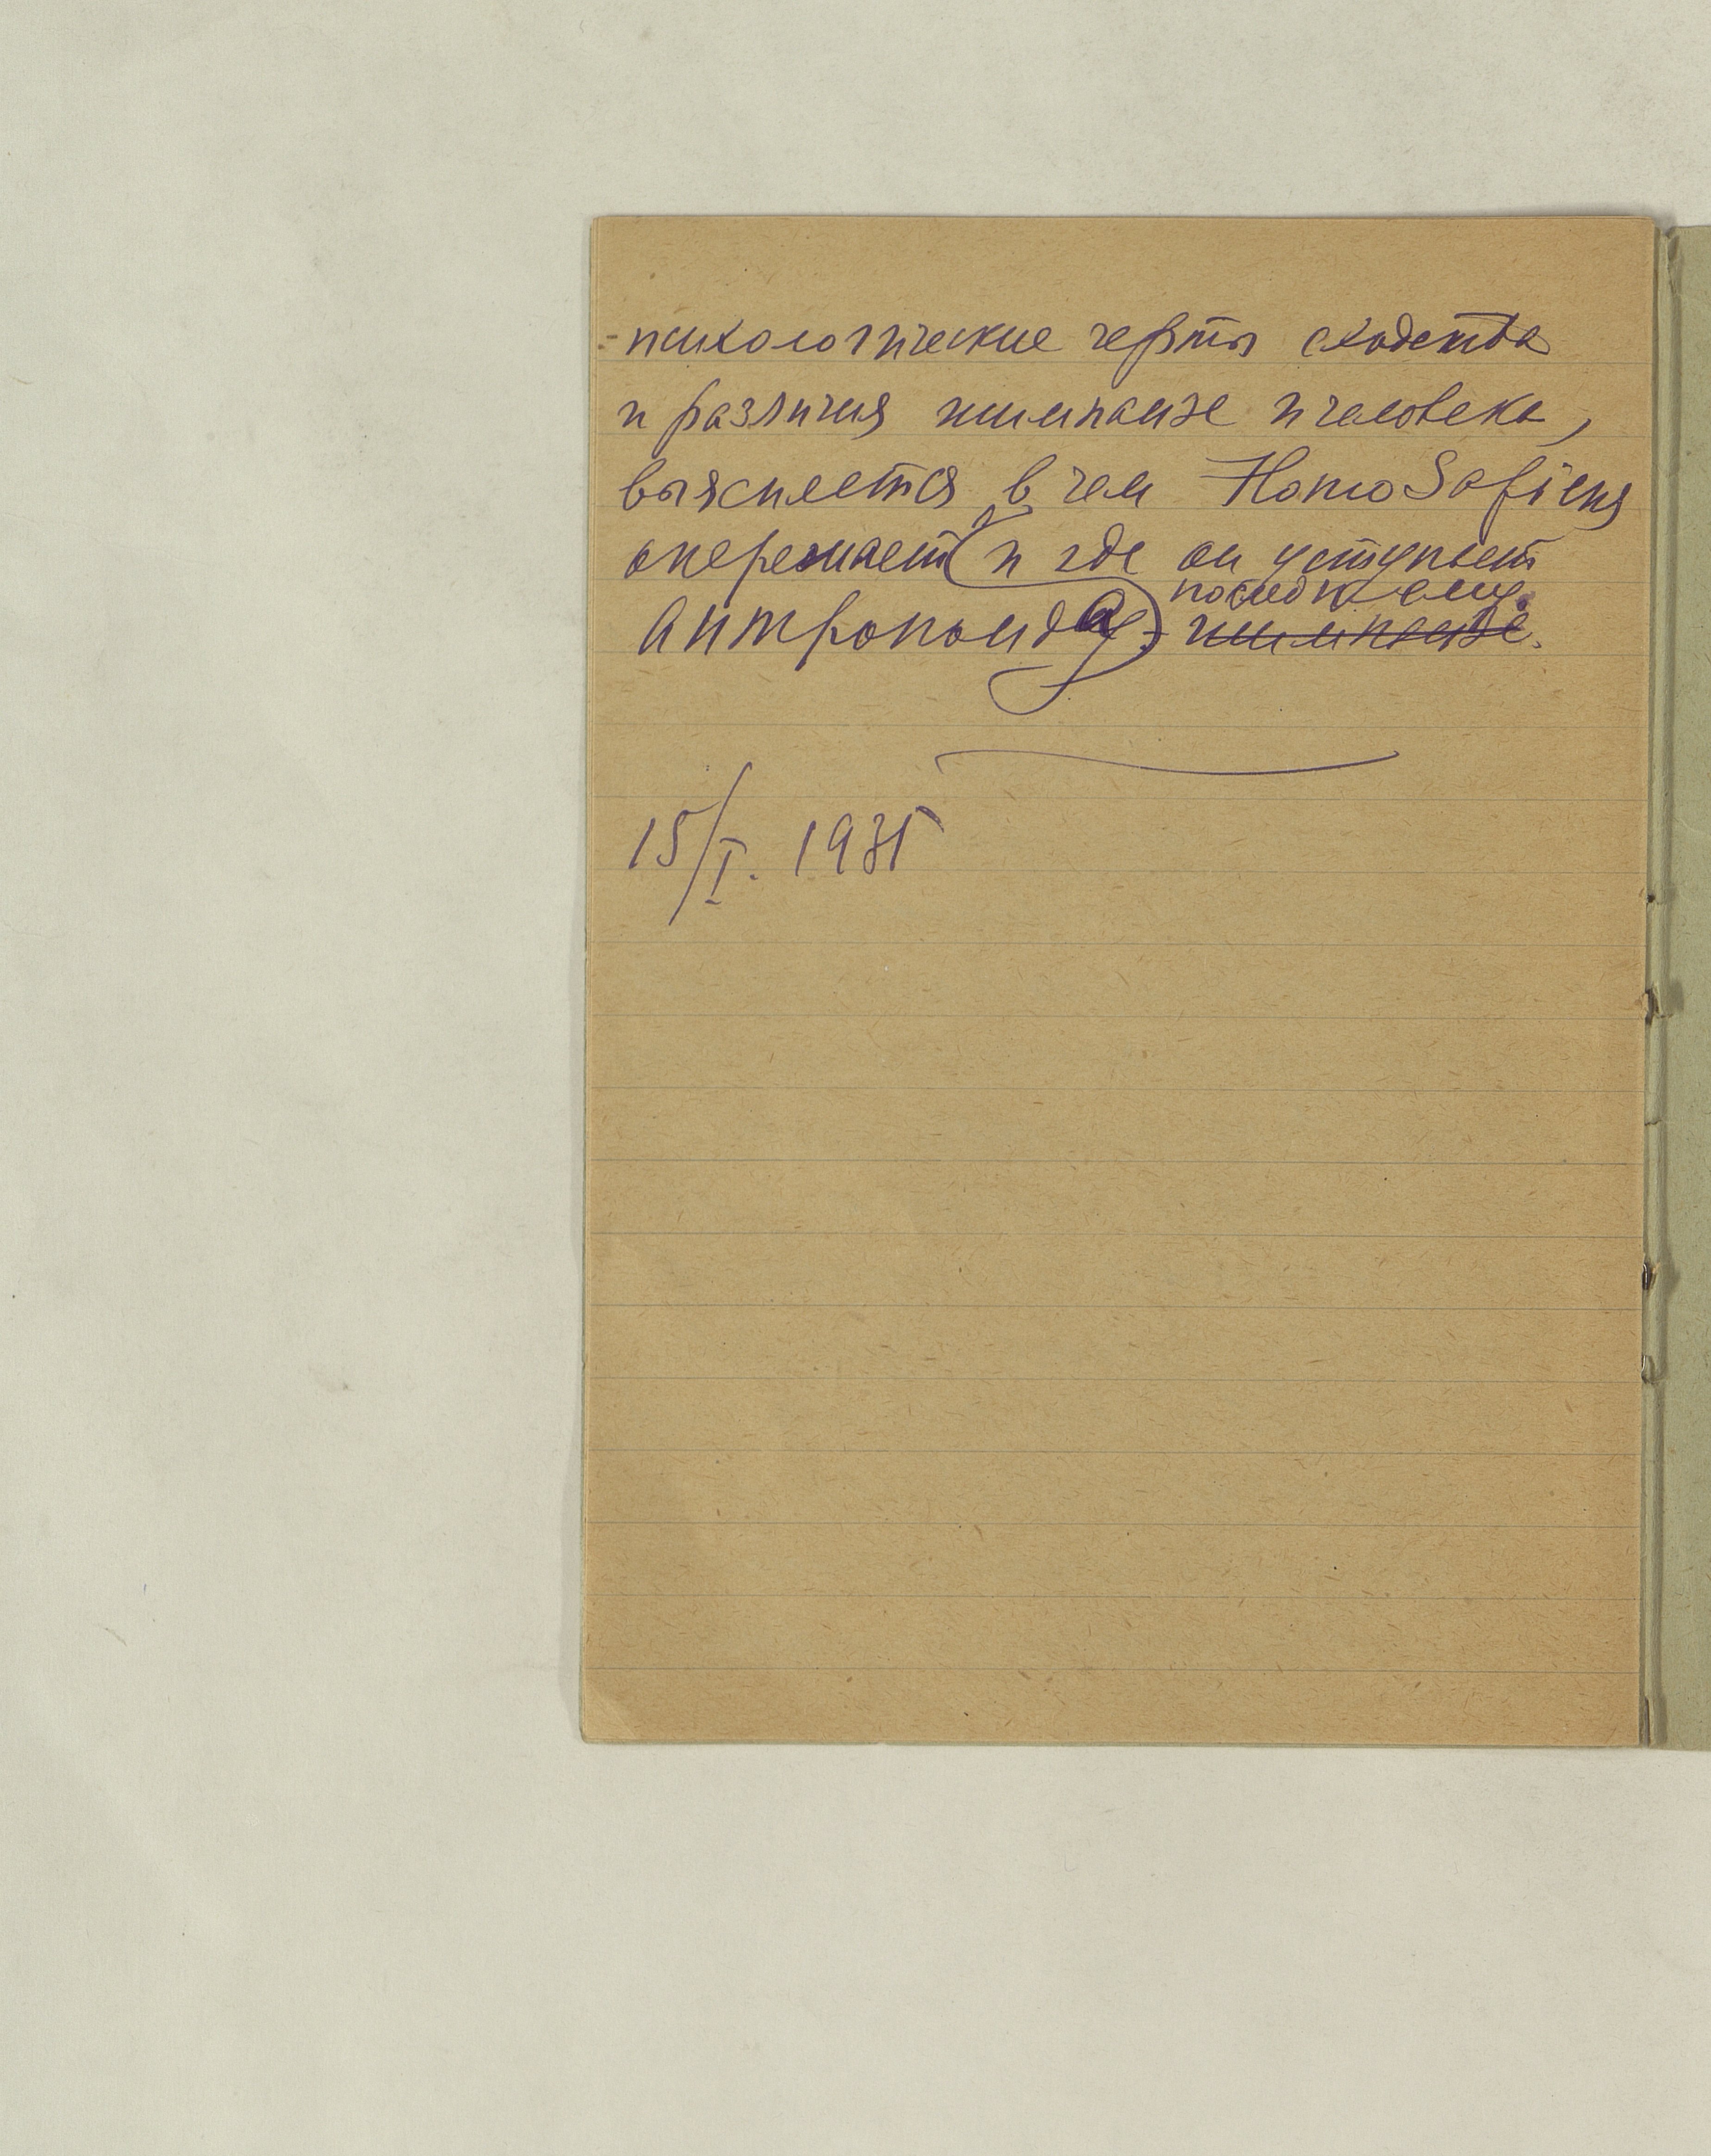 -психологические черты сходства
и различия шимпанзе и человека,
выясняется в чем Homo Sapiens
опережает и где он уступает
последнему.
Антропоида шимпанзе.
15/I. 1935